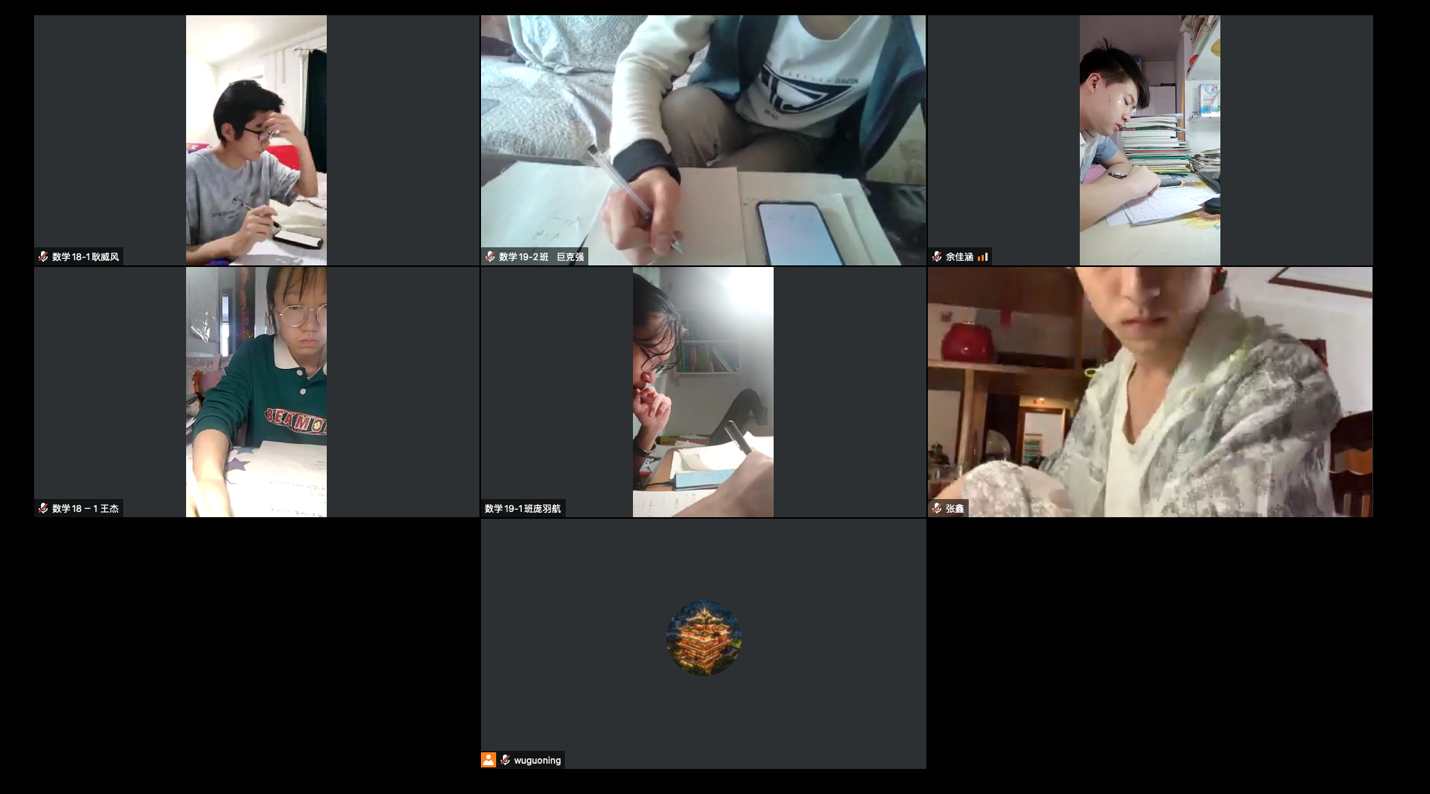 数学18-1耿威风
数学19-2班 巨克强
余佳涵
数学18－1 王杰
数学19-1班庞羽航
张鑫
wuguoning